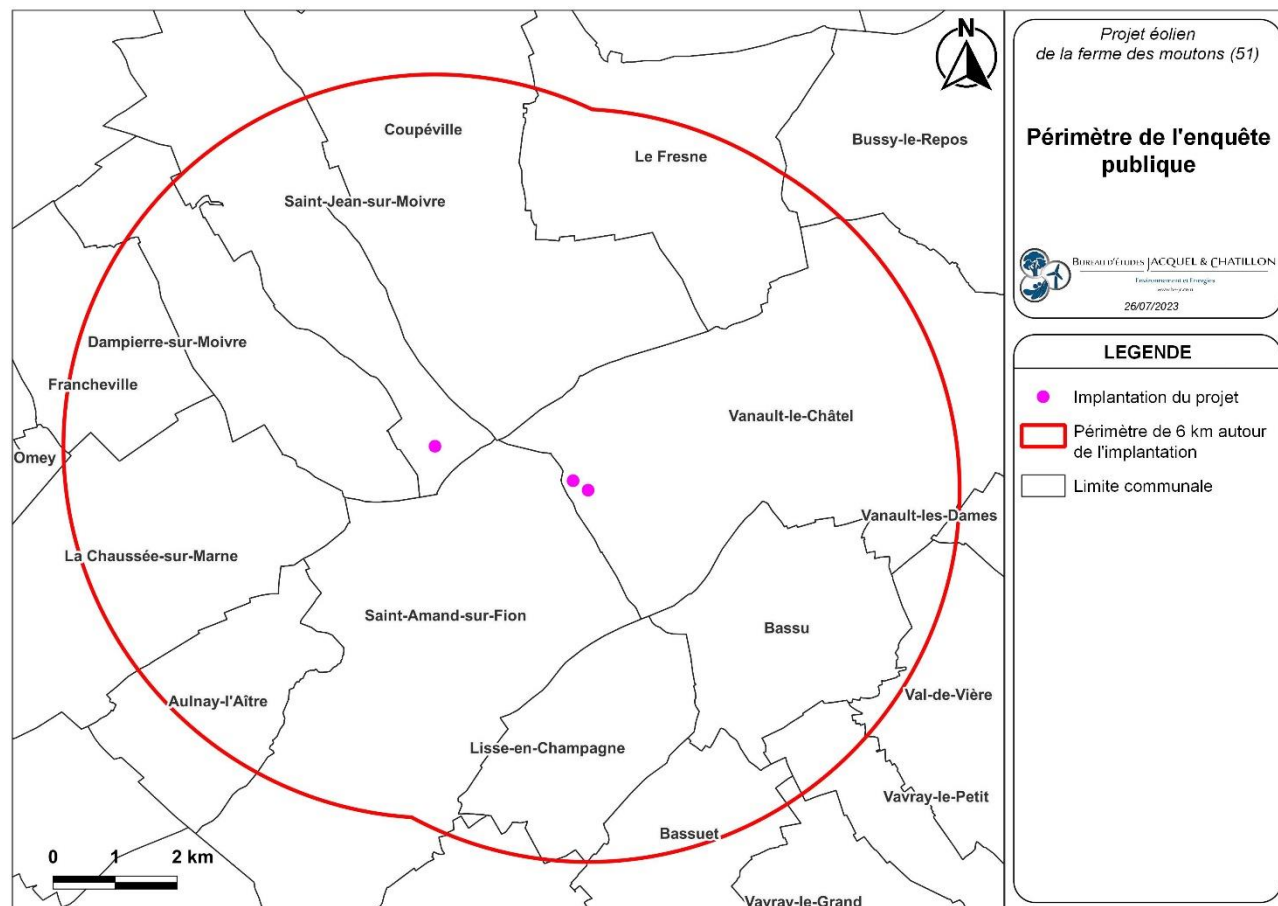 N
Coupéville
Le Fresne
Bussy-le-Repos
Saint-Jean-sur-Moivre
Dampierre-sur-Moivre
Francheville
Vanault-le-Châtel
Omey
Vanault-les-Dames
La Chaussée-sur-Marne
Saint-Amand-sur-Fion
Bassu
Aulnay-l'Aître
Val-de-Vière
Lisse-en-Champagne
Vavray-le-Petit
Bassuet
Vavray-le-Grand
0 1 2 km
Projet éolien
de la ferme des moutons (51)
Périmètre de l'enquête
publique
BUREAU D'ÉTUDES JACQUEL & CHATILLON
Environnement et Energies
26/07/2023
LEGENDE
Implantation du projet
Périmètre de 6 km autour
de l'implantation
Limite communale